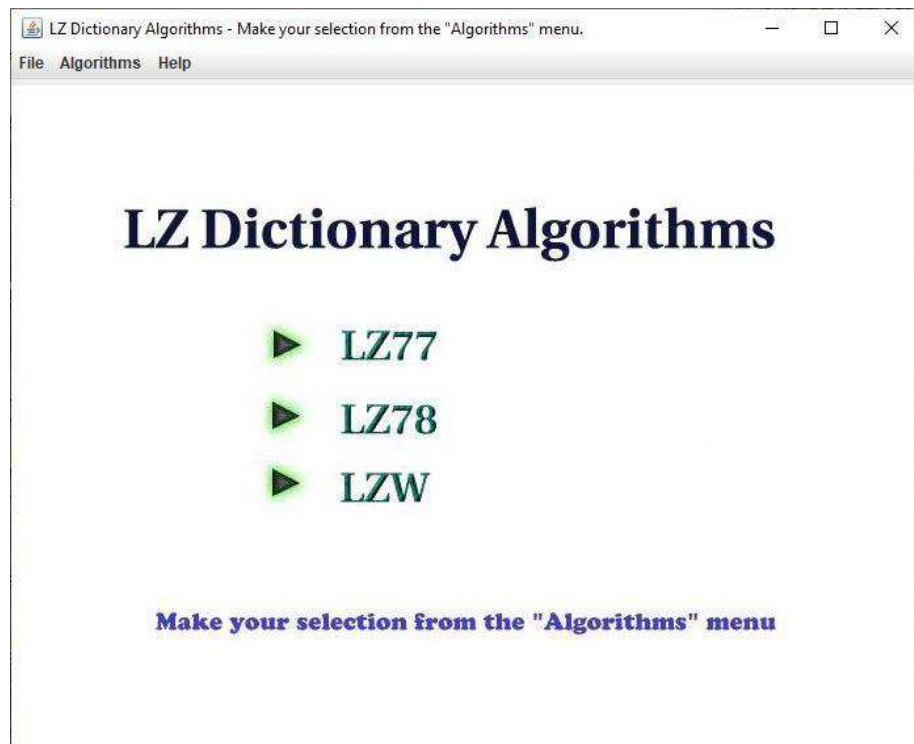 LZ Dictionary Algorithms - Make your selection from the "Algorithms" menu.
File Algorithms Help
LZ Dictionary Algorithms
LZ77
LZ78
LZW
Make your selection from the "Algorithms" menu